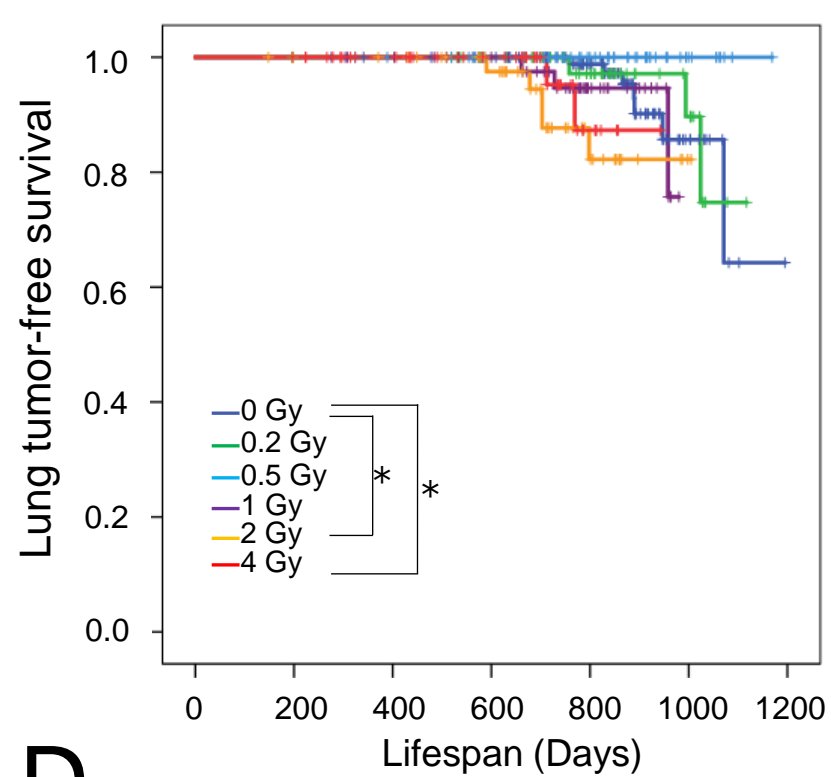 Lung tumor-free survival
1.0
0.8
0.6
0.4
0.2
0.0
0 Gy
0.2 Gy
0.5 Gy
1 Gy
2 Gy
4 Gy
*
*
0 200 400 600 800 1000 1200
Lifespan (Days)
D